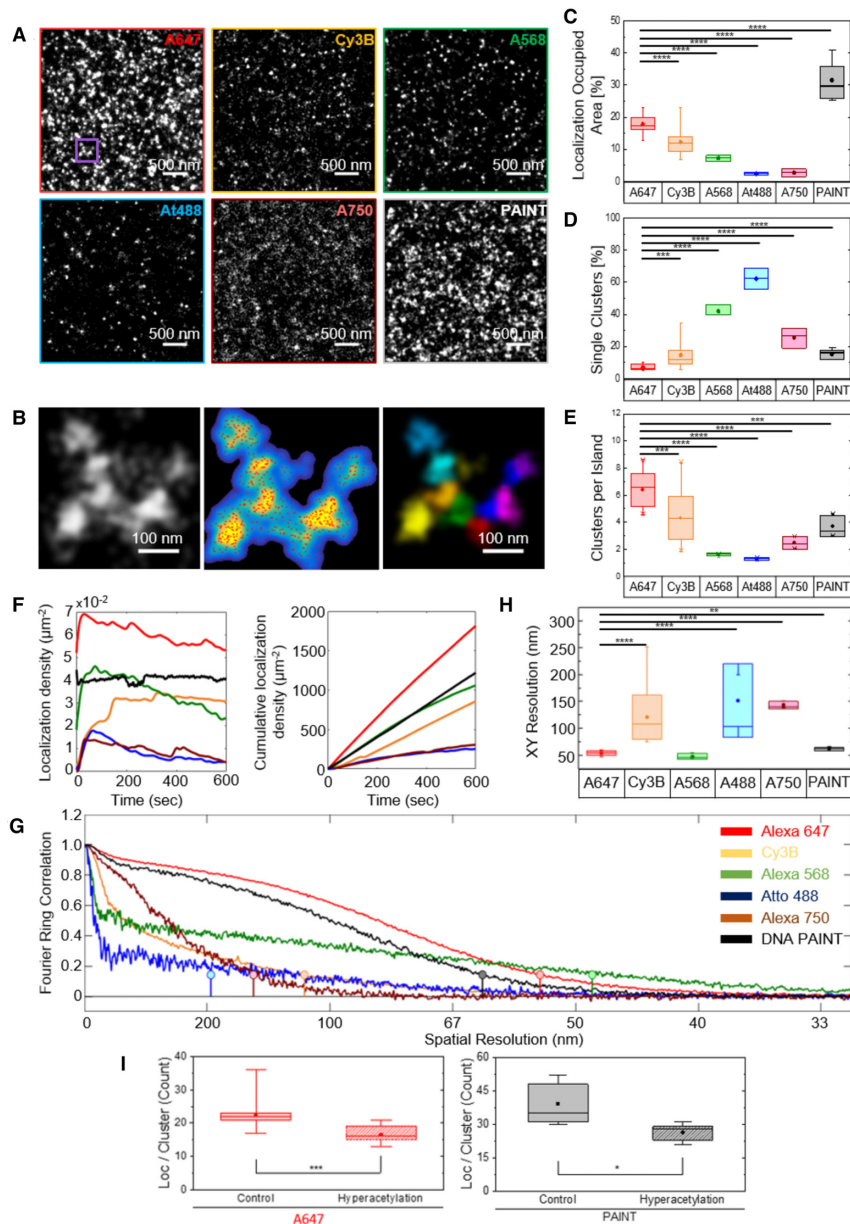 A
A647
500 nm
Cy3B
500 nm
A568
500 nm
At488
500 nm
A750
500 nm
PAINT
500 nm
B
100 nm
100 nm
C
Localization Occupied
Area [%]
50
40
30
20
10
0
****
****
****
****
****
A647 Cy3B A568 At488 A750 PAINT
D
Single Clusters [%]
100
80
60
40
20
0
****
****
****
****
***
A647 Cy3B A568 At488 A750 PAINT
E
Clusters per Island
12
10
8
6
4
2
0
***
****
****
****
***
A647 Cy3B A568 At488 A750 PAINT
F
Localization density (µm-2)
7 x10-2
6
5
4
3
2
1
0
0 200 400 600
Time (sec)
Cumulative localization
density (µm-2)
2000
1500
1000
500
0
0 200 400 600
Time (sec)
H
XY Resolution (nm)
300
250
200
150
100
50
**
****
****
****
A647 Cy3B A568 A488 A750 PAINT
G
Fourier Ring Correlation
1.2
1.0
0.8
0.6
0.4
0.2
0
0 200 100 67 50 40 33
Spatial Resolution (nm)
Alexa 647
Cy3B
Alexa 568
Atto 488
Alexa 750
DNA PAINT
I
Loc / Cluster (Count)
40
30
20
10
0
***
Control Hyperacetylation
A647
Loc / Cluster (Count)
60
45
30
15
0
*
Control Hyperacetylation
PAINT